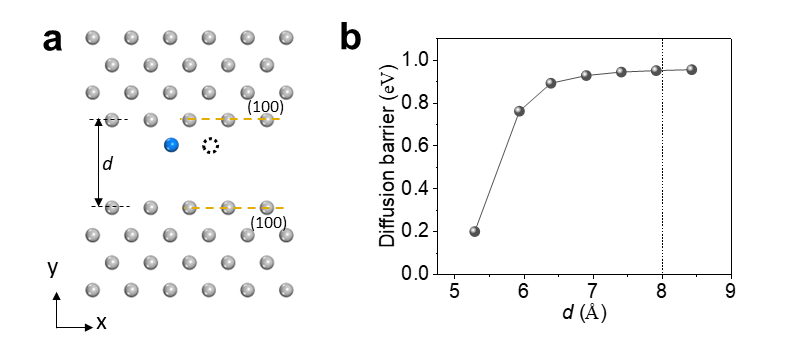 a
(100)
d
(100)
y
x
b
Diffusion barrier (eV)
1.0
0.8
0.6
0.4
0.2
0.0
5 6 7 8 9
d (Å)